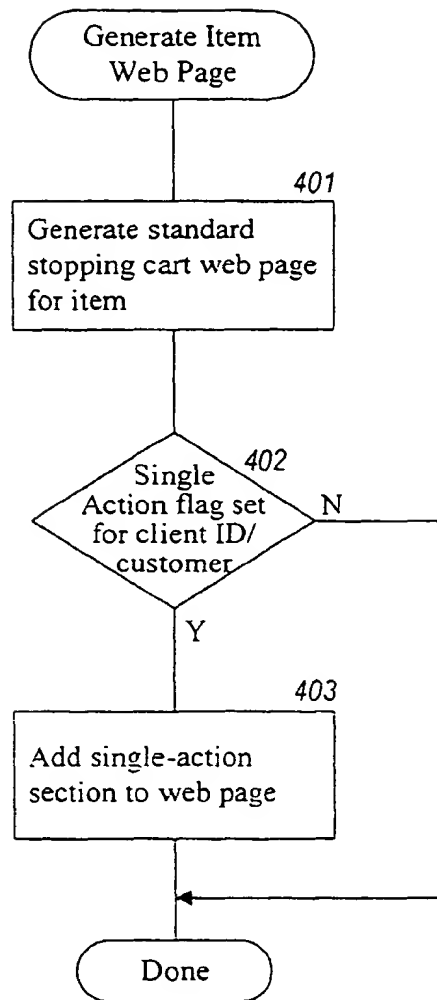 Generate Item
Web Page
401
Generate standard
stopping cart web page
for item
402
Single
Action flag set
for client ID/
customer
N
Y
403
Add single-action
section to web page
Done